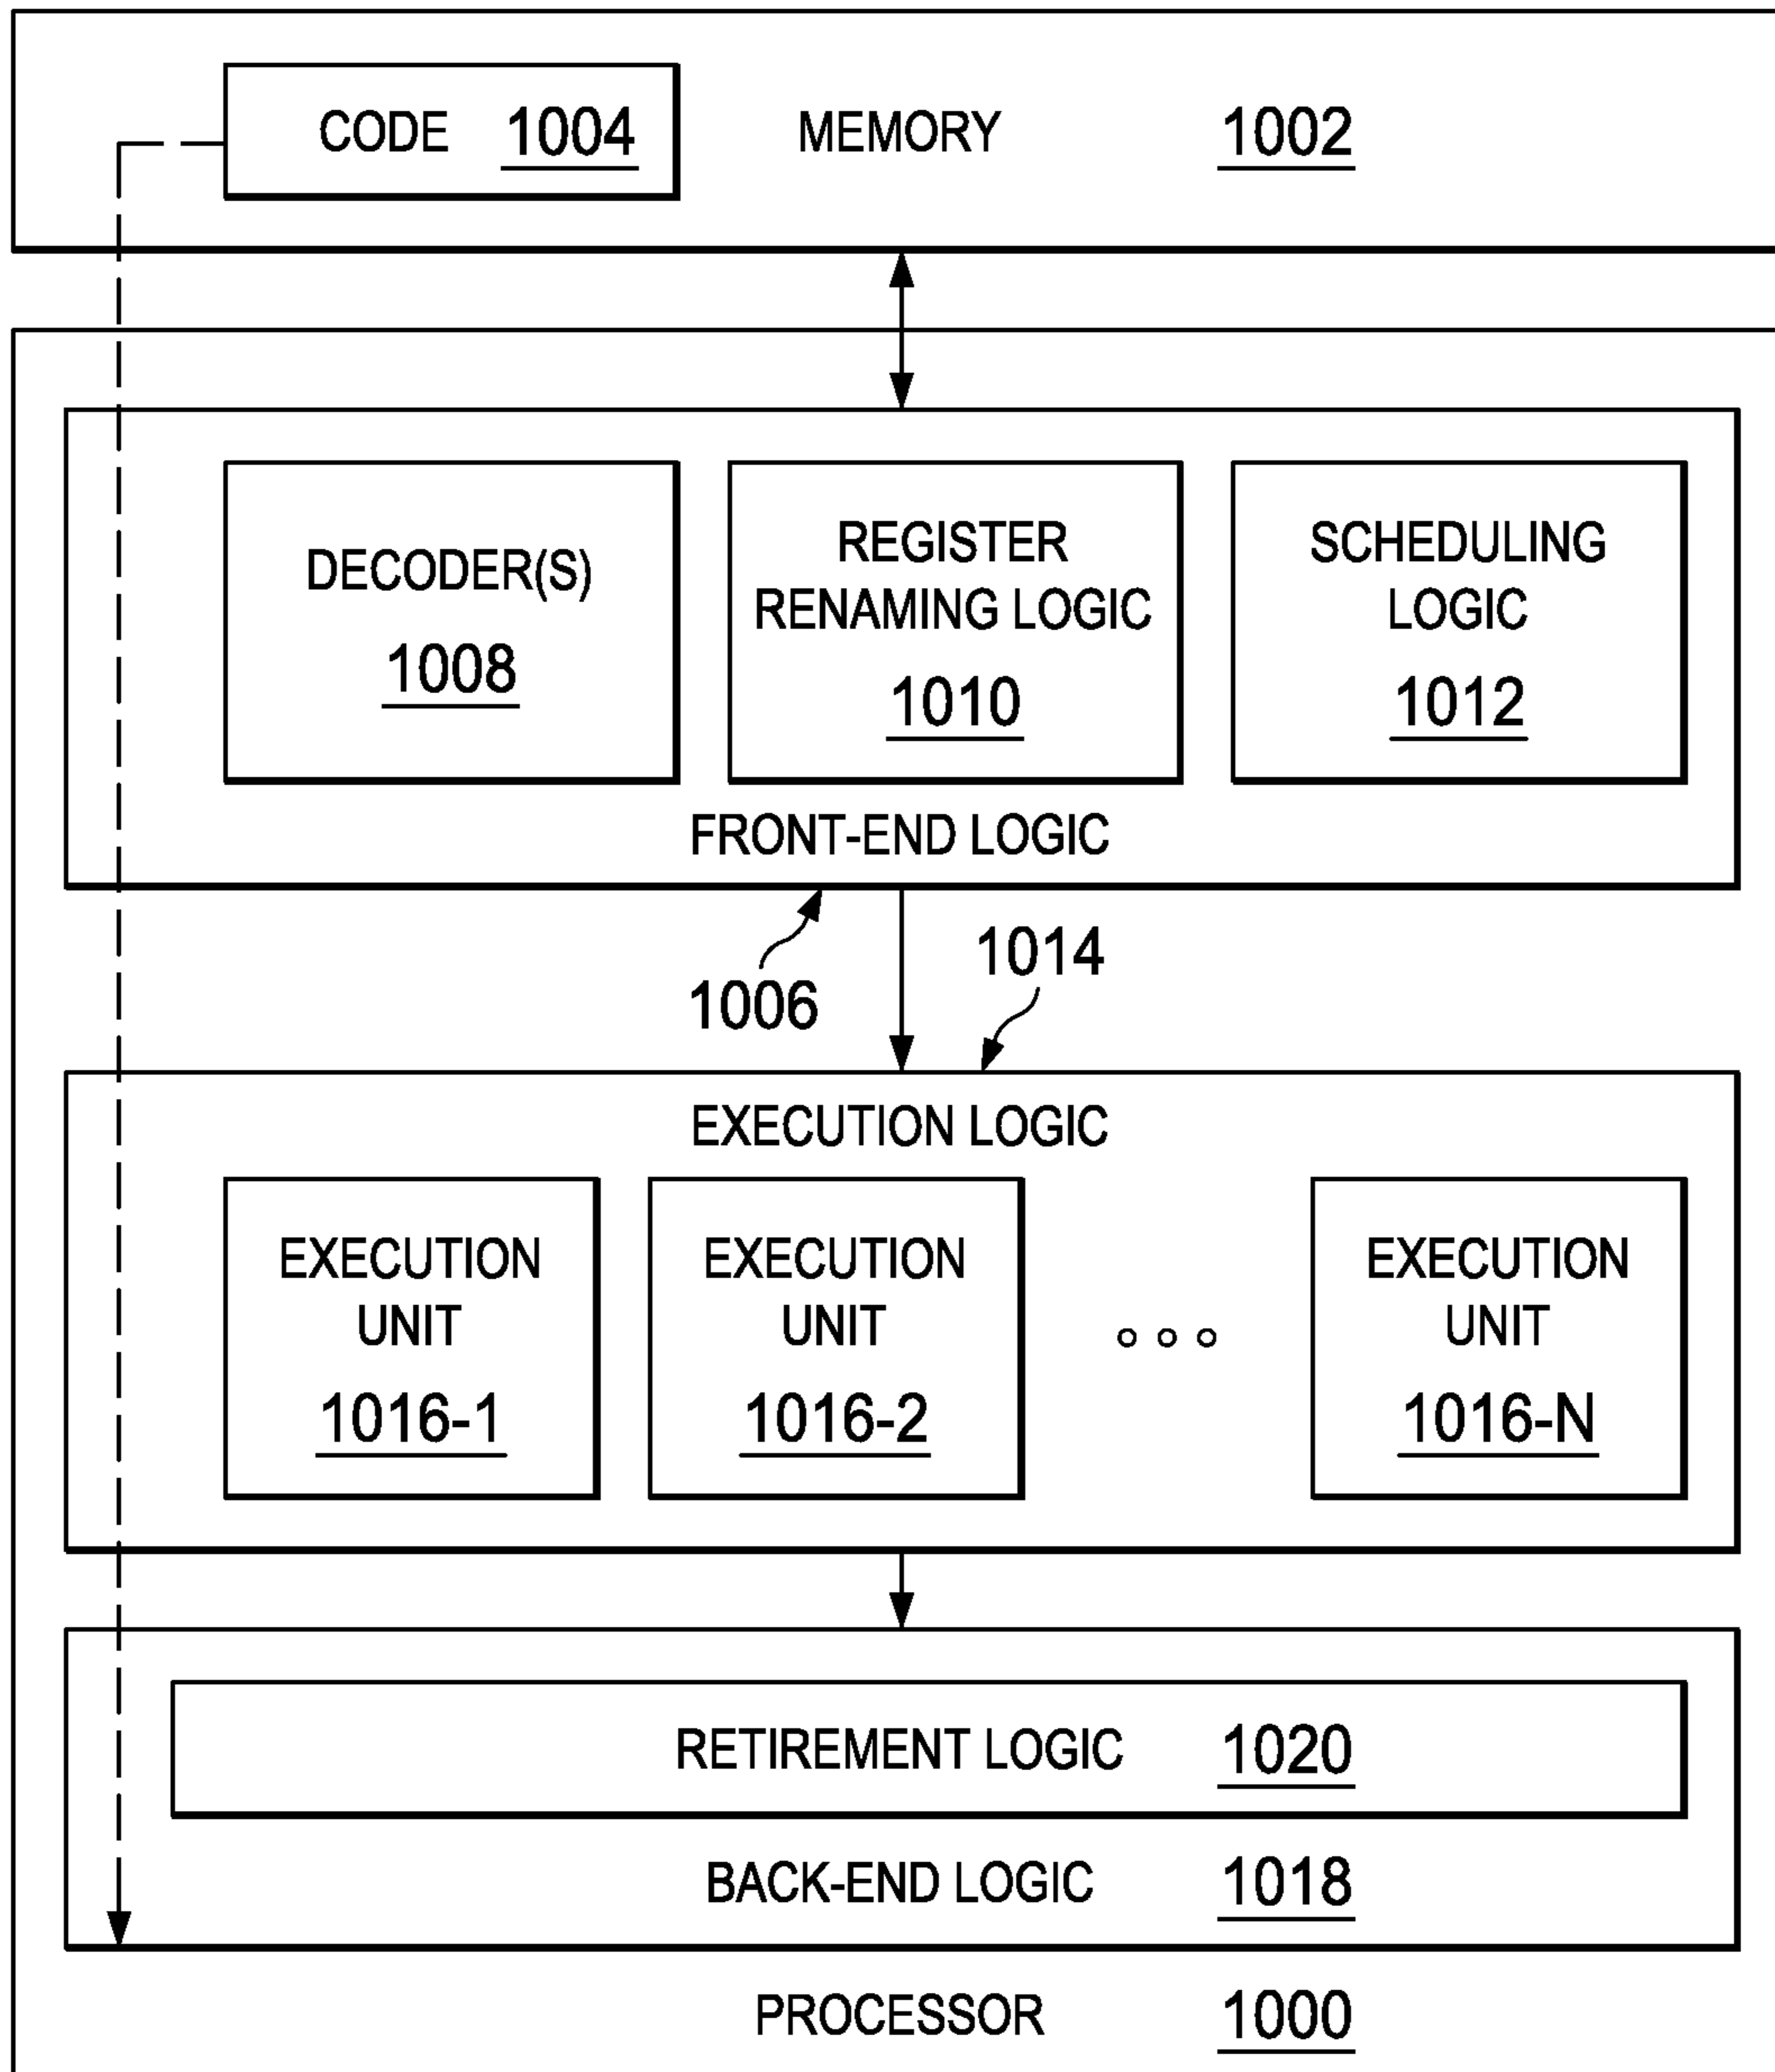 CODE 1004 MEMORY 1002
DECODER(S)
1008
REGISTER
RENAMING LOGIC
1010
SCHEDULING
LOGIC
1012
FRONT-END LOGIC
1006
1014
EXECUTION LOGIC
EXECUTION
UNIT
1016-1
EXECUTION
UNIT
1016-2
EXECUTION
UNIT
1016-N
RETIREMENT LOGIC 1020
BACK-END LOGIC 1018
PROCESSOR 1000